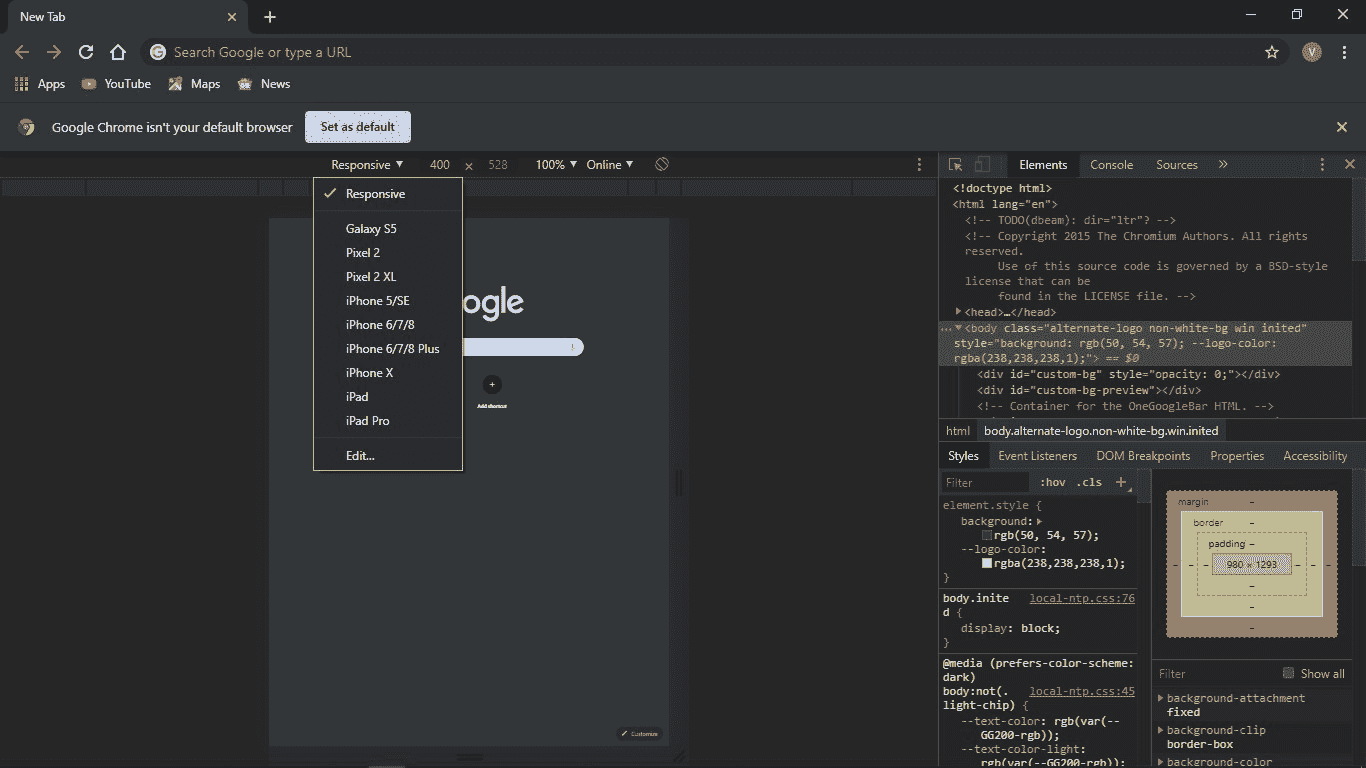 New Tab
Search Google or type a URL
V
Apps
YouTube
Maps
News
Google Chrome isn't your default browser
Set as default
Responsive
400 × 528
100%
Online
Responsive
Galaxy S5
Pixel 2
Pixel 2 XL
iPhone 5/SE
iPhone 6/7/8
iPhone 6/7/8 Plus
iPhone X
iPad
iPad Pro
Edit...
ogle
Add shortcut
Customize
Elements
Console
Sources
<!doctype html>
<html lang="en">
<!-- TODO(dbeam): dir="ltr"? -->
<!-- Copyright 2015 The Chromium Authors. All rights
reserved.
Use of this source code is governed by a BSD-style
license that can be
found in the LICENSE file. -->
<head>…</head>
<body class="alternate-logo non-white-bg win inited"
style="background: rgb(50, 54, 57); --logo-color:
rgba(238,238,238,1);"> == $0
<div id="custom-bg" style="opacity: 0;"></div>
<div id="custom-bg-preview"></div>
<!-- Container for the OneGoogleBar HTML. -->
html
body.alternate-logo.non-white-bg.win.inited
Styles
Event Listeners
DOM Breakpoints
Properties
Accessibility
Filter
:hov .cls +
element.style {
background:
rgb(50, 54, 57);
--logo-color:
rgba(238,238,238,1);
}
body.inite local-ntp.css:76
d {
display: block;
}
@media (prefers-color-scheme:
dark)
body:not(. local-ntp.css:45
light-chip) {
--text-color: rgb(var(--
GG200-rgb));
--text-color-light:
rgb(var(--GG200-rgb));
margin –
border –
padding –
980 × 1293
Filter
Show all
background-attachment
fixed
background-clip
border-box
background-color